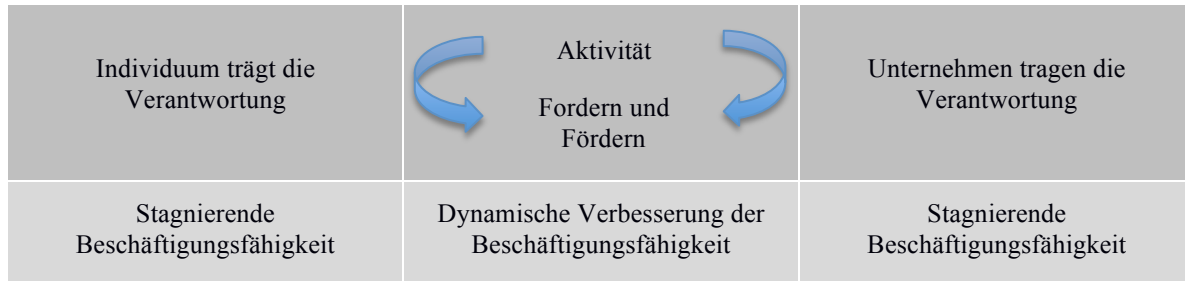 Individuum trägt die
Verantwortung
Aktivität
Fordern und
Fördern
Unternehmen tragen die
Verantwortung
Stagnierende
Beschäftigungsfähigkeit
Dynamische Verbesserung der
Beschäftigungsfähigkeit
Stagnierende
Beschäftigungsfähigkeit